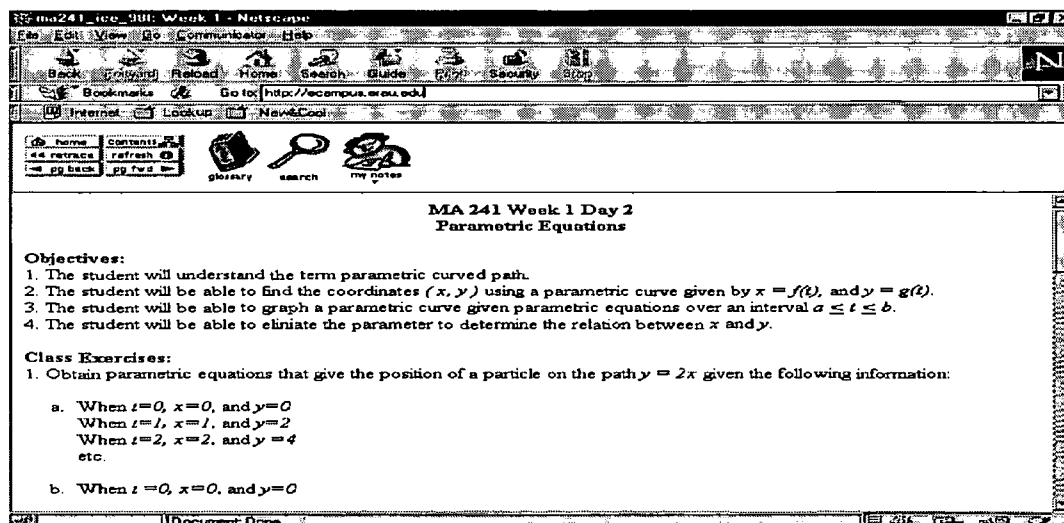 ma241_ice_98f: Week 1 - Netscape
File Edit View Go Communicator Help
Back Forward Reload Home Search Guide Print Security Stop
N
Bookmarks Go to: http://ecampus.erau.edu
Internet Lookup New&Cool
home contents
retrace refresh
pg back pg fwd
glossary search my notes
MA 241 Week 1 Day 2
Parametric Equations
Objectives:
1. The student will understand the term parametric curved path.
2. The student will be able to find the coordinates (x, y) using a parametric curve given by x = f(t), and y = g(t).
3. The student will be able to graph a parametric curve given parametric equations over an interval a ≤ t ≤ b.
4. The student will be able to eliniate the parameter to determine the relation between x and y.
Class Exercises:
1. Obtain parametric equations that give the position of a particle on the path y = 2x given the following information:
a. When t=0, x=0, and y=0
When t=1, x=1, and y=2
When t=2, x=2, and y =4
etc.
b. When t =0, x=0, and y=0
Document Done